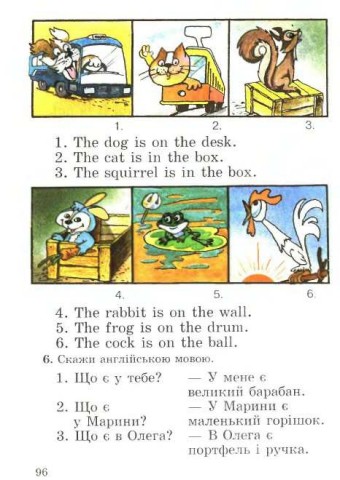 1. 2. 3.
1. The dog is on the desk.
2. The cat is in the box.
3. The squirrel is in the box.
4. 5. 6.
4. The rabbit is on the wall.
5. The frog is on the drum.
6. The cock is on the ball.
6. Скажи англійською мовою.
1. Що є у тебе? — У мене є
великий барабан.
2. Що є — У Марини є
у Марини? маленький горішок.
3. Що є в Олега? — В Олега є
портфель і ручка.
96